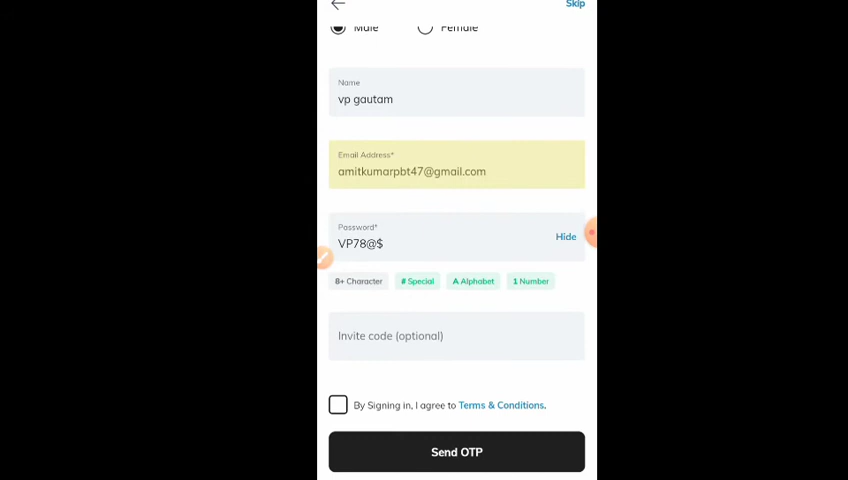 Skip
Male Female
Name
vp gautam
Email Address*
amitkumarpbt47@gmail.com
Password*
VP78@$
Hide
8+ Character # Special A Alphabet 1 Number
Invite code (optional)
By Signing in, I agree to Terms & Conditions.
Send OTP